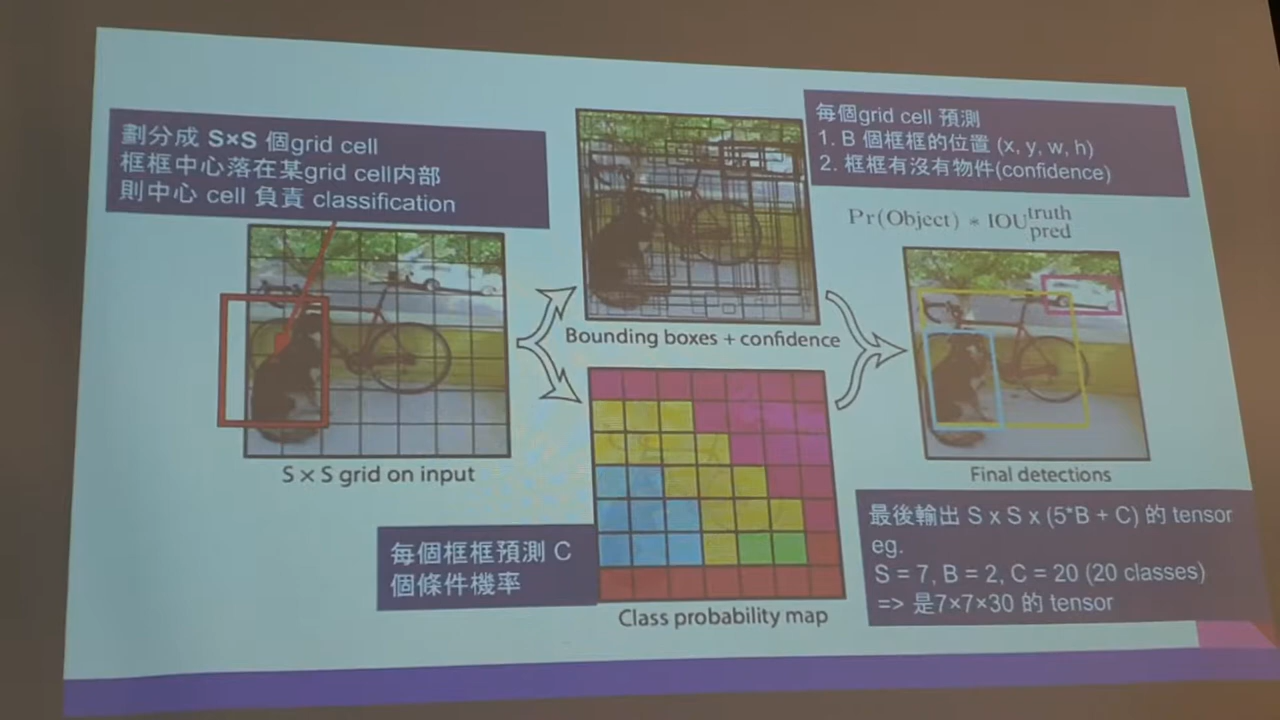 劃分成 S×S 個grid cell
框框中心落在某grid cell内部
則中心 cell 負責 classification
S × S grid on input
Bounding boxes + confidence
每個框框預測 C
個條件機率
Class probability map
每個grid cell 預測
1. B 個框框的位置 (x, y, w, h)
2. 框框有沒有物件(confidence)
Pr(Object) * IOU truth pred
Final detections
最後輸出 S x S x (5*B + C) 的 tensor
eg.
S = 7, B = 2, C = 20 (20 classes)
=> 是7×7×30 的 tensor